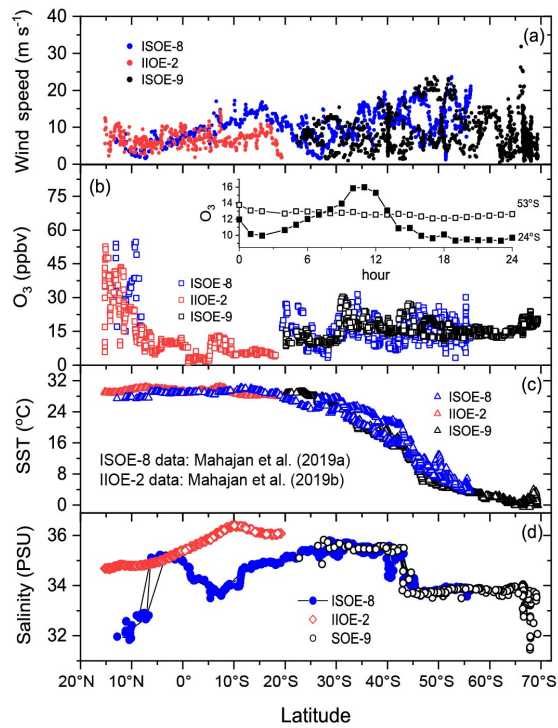 40
30
20
10
0
Wind speed (m s⁻¹)
ISOE-8
IIOE-2
ISOE-9
(a)
75
60
45
30
15
0
O₃ (ppbv)
(b)
16
14
12
10
O₃
53°S
24°S
0 6 12 18 24
hour
ISOE-8
IIOE-2
ISOE-9
32
24
16
8
0
SST (°C)
(c)
ISOE-8
IIOE-2
ISOE-9
ISOE-8 data: Mahajan et al. (2019a)
IIOE-2 data: Mahajan et al. (2019b)
36
34
32
Salinity (PSU)
(d)
ISOE-8
IIOE-2
SOE-9
20°N 10°N 0° 10°S 20°S 30°S 40°S 50°S 60°S 70°S
Latitude